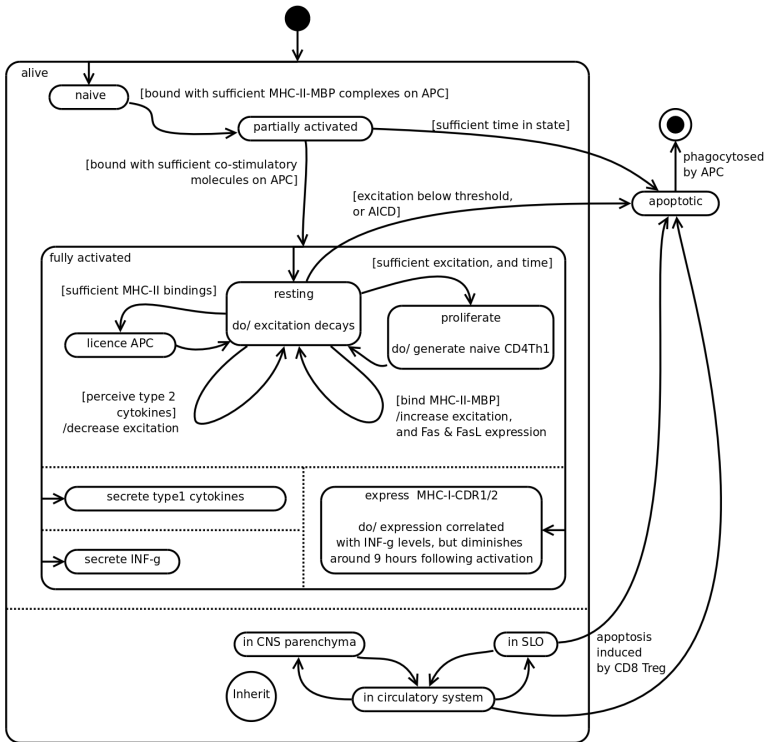 alive
naive
[bound with sufficient MHC-II-MBP complexes on APC]
partially activated
[sufficient time in state]
phagocytosed
by APC
[bound with sufficient co-stimulatory
molecules on APC]
[excitation below threshold,
or AICD]
apoptotic
fully activated
[sufficient excitation, and time]
[sufficient MHC-II bindings]
resting
do/ excitation decays
proliferate
do/ generate naive CD4Th1
licence APC
[perceive type 2
cytokines]
/decrease excitation
[bind MHC-II-MBP]
/increase excitation,
and Fas & FasL expression
secrete type1 cytokines
express MHC-I-CDR1/2
do/ expression correlated
with INF-g levels, but diminishes
around 9 hours following activation
secrete INF-g
in CNS parenchyma
in SLO
apoptosis
induced
by CD8 Treg
Inherit
in circulatory system